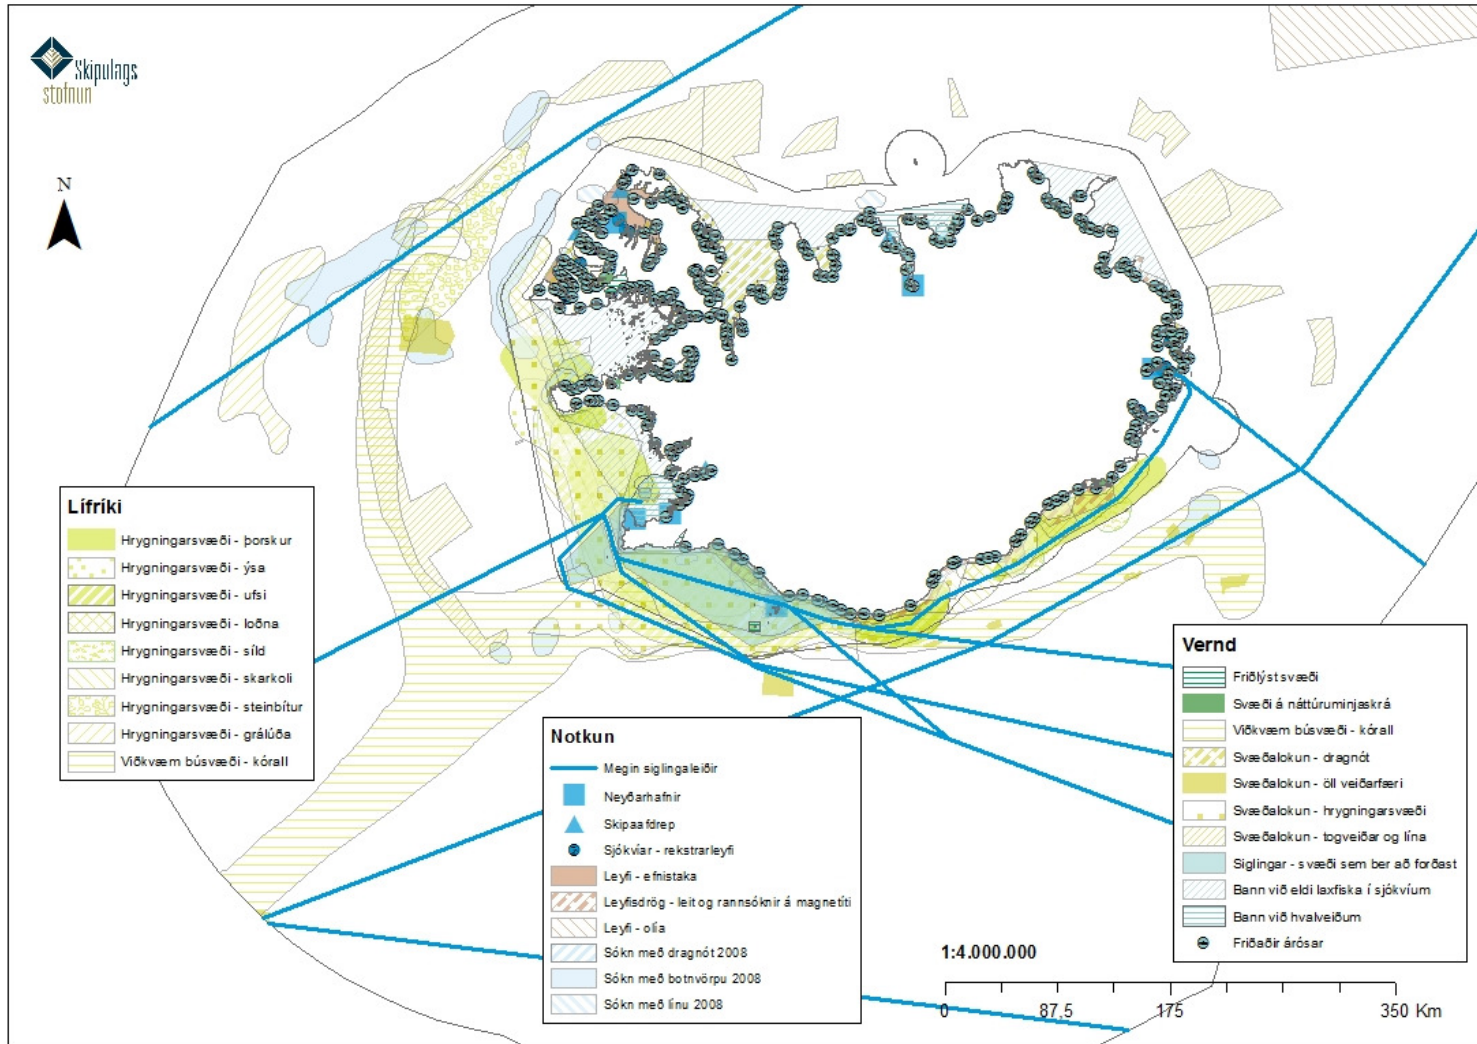 Skipulags
stofnun
N
Lífríki
Hrygningarsvæði - þorskur
Hrygningarsvæði - ýsa
Hrygningarsvæði - ufsi
Hrygningarsvæði - loðna
Hrygningarsvæði - síld
Hrygningarsvæði - skarkoli
Hrygningarsvæði - steinbítur
Hrygningarsvæði - grálúða
Viðkvæm búsvæði - kórall
Notkun
Megin siglingaleiðir
Neyðarhafnir
Skipaafdrep
Sjókvíar - rekstrarleyfi
Leyfi - efnistaka
Leyfisdrög - leit og rannsóknir á magnetíti
Leyfi - olía
Sókn með dragnót 2008
Sókn með botnvörpu 2008
Sókn með línu 2008
Vernd
Friðlýst svæði
Svæði á náttúruminjaskrá
Viðkvæm búsvæði - kórall
Svæðalokun - dragnót
Svæðalokun - öll veiðarfæri
Svæðalokun - hrygningarsvæði
Svæðalokun - togveiðar og lína
Siglingar - svæði sem ber að forðast
Bann við eldi laxfiska í sjókvíum
Bann við hvalveiðum
Friðaðir árósar
1:4.000.000
0 87,5 175 350 Km